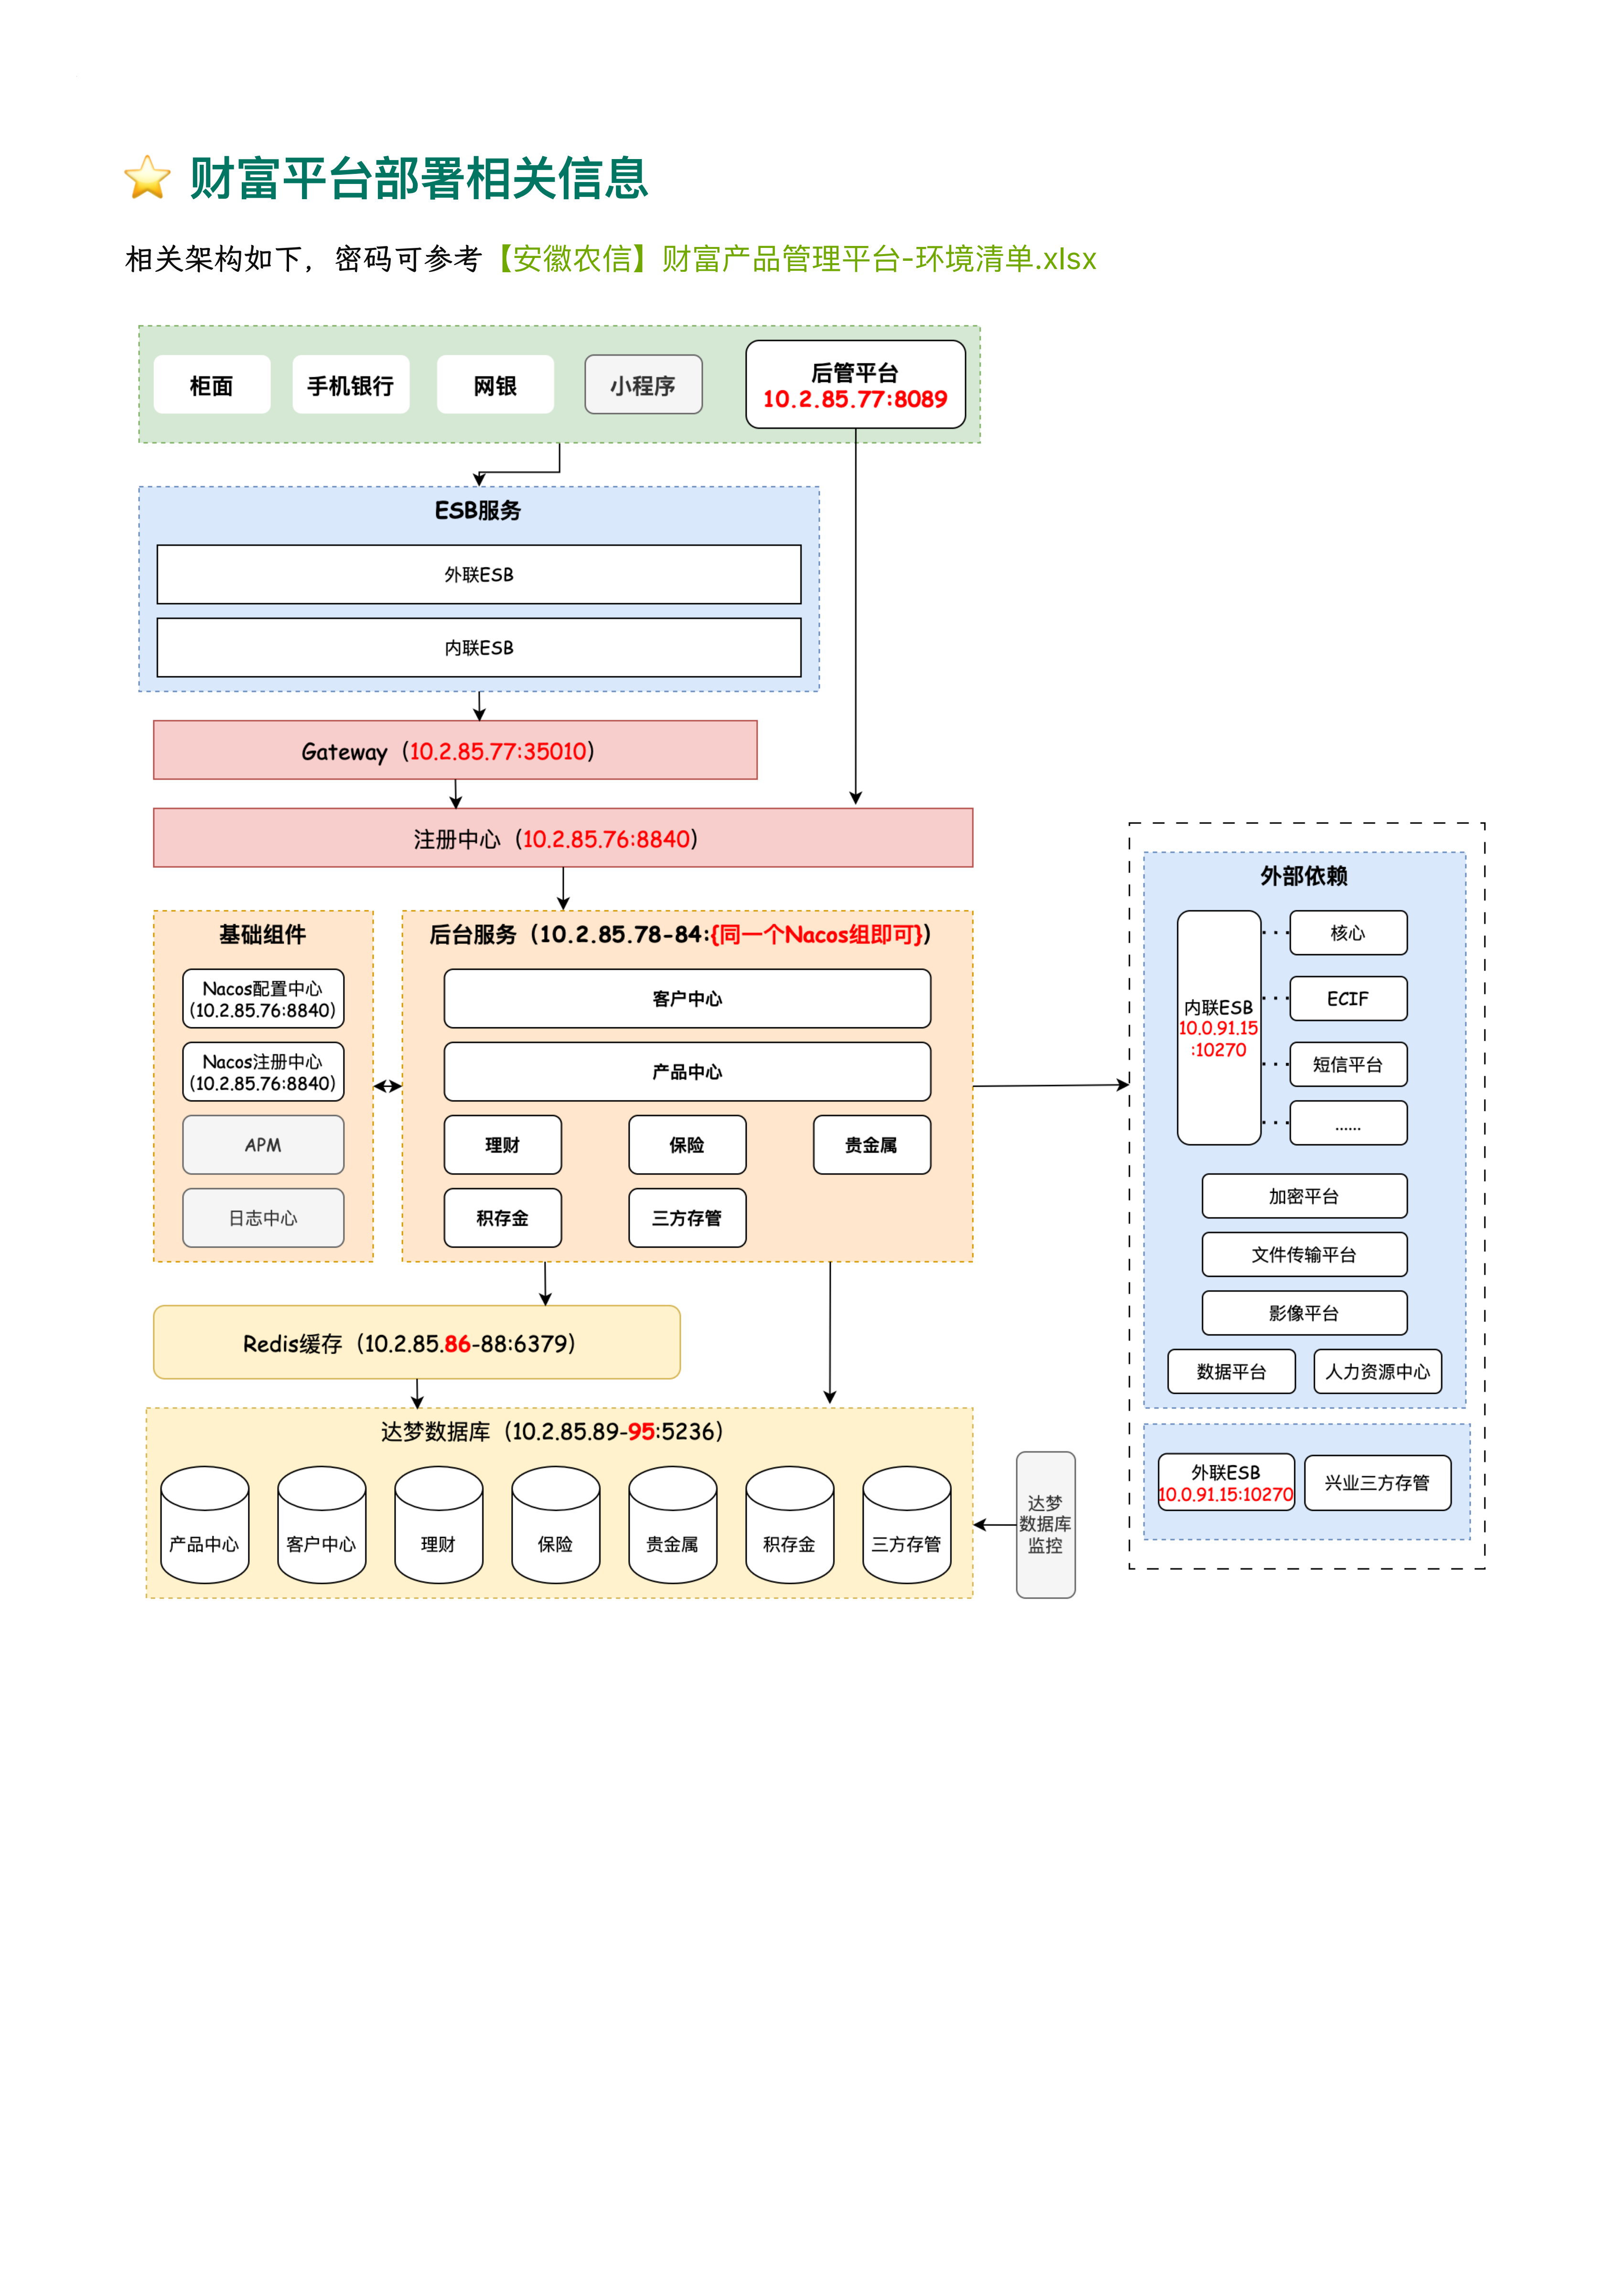 ⭐ 财富平台部署相关信息
相关架构如下，密码可参考【安徽农信】财富产品管理平台-环境清单.xlsx
柜面
手机银行
网银
小程序
后管平台
10.2.85.77:8089
ESB服务
外联ESB
内联ESB
Gateway（10.2.85.77:35010）
注册中心（10.2.85.76:8840）
基础组件
Nacos配置中心
(10.2.85.76:8840)
Nacos注册中心
(10.2.85.76:8840)
APM
日志中心
后台服务（10.2.85.78-84:{同一个Nacos组即可}）
客户中心
产品中心
理财
保险
贵金属
积存金
三方存管
Redis缓存（10.2.85.86-88:6379）
达梦数据库（10.2.85.89-95:5236）
产品中心
客户中心
理财
保险
贵金属
积存金
三方存管
达梦
数据库
监控
外部依赖
内联ESB
10.0.91.15
:10270
核心
ECIF
短信平台
......
加密平台
文件传输平台
影像平台
数据平台
人力资源中心
外联ESB
10.0.91.15:10270
兴业三方存管